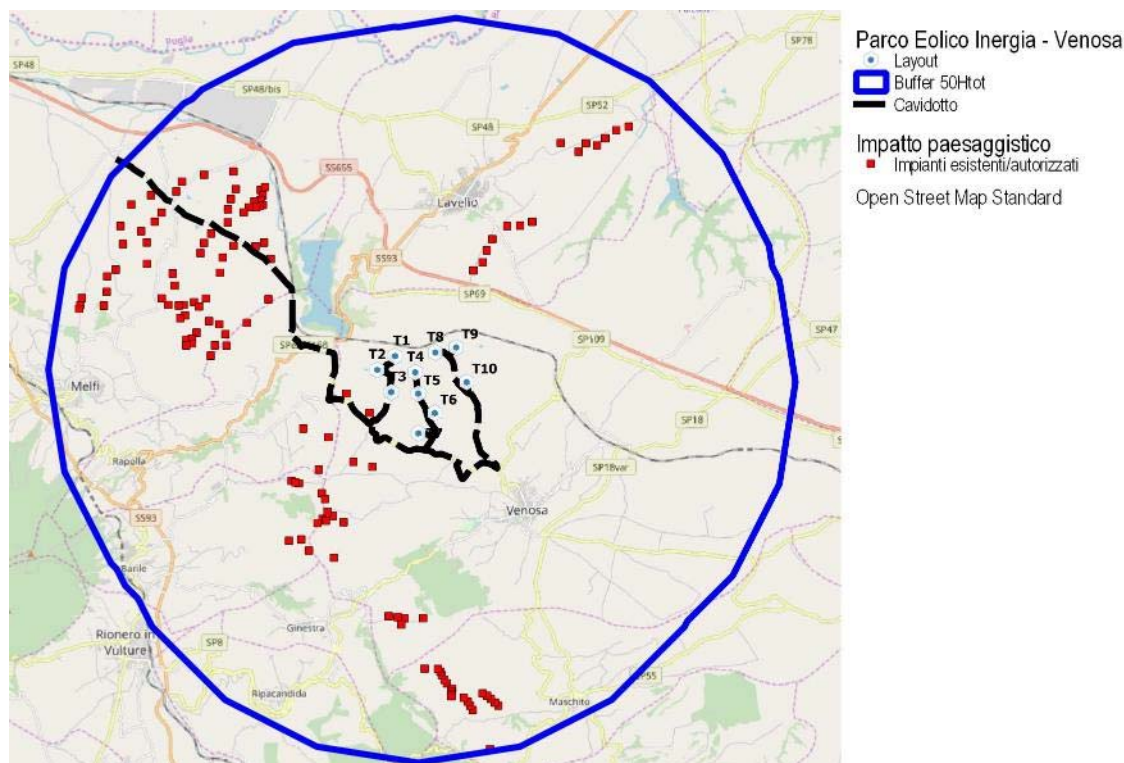 Parco Eolico Inergia - Venosa
Layout
Buffer 50Htot
Cavidotto
Impatto paesaggistico
Impianti esistenti/autorizzati
Open Street Map Standard
Puglia
SP48
SP48/bis
SP78
SP52
SP48
SS655
Lavello
SS93
SP69
SP47
T9
T8
T1
SP109
T2
T4
T10
T3
T5
Melfi
T6
SP18
Rapolla
SP18var
SS93
Venosa
Barile
Ginestra
Rionero in
Vulture
SP8
SP55
Ripacandida
Maschito